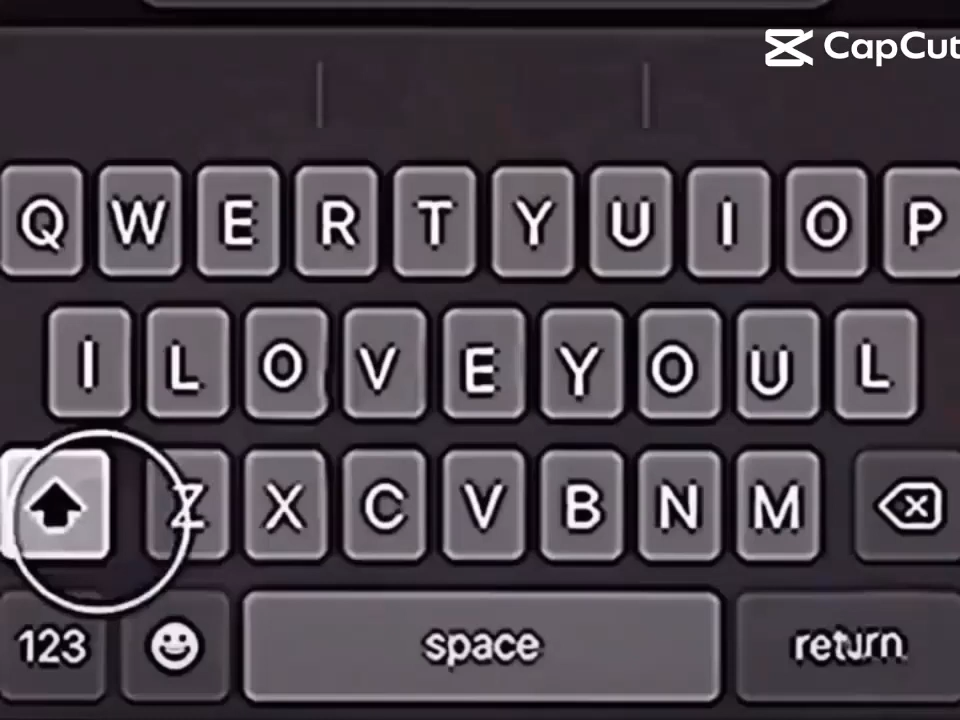 CapCut
Q W E R T Y U I O P
I L O V E Y O U L
Z X C V B N M
123 space return